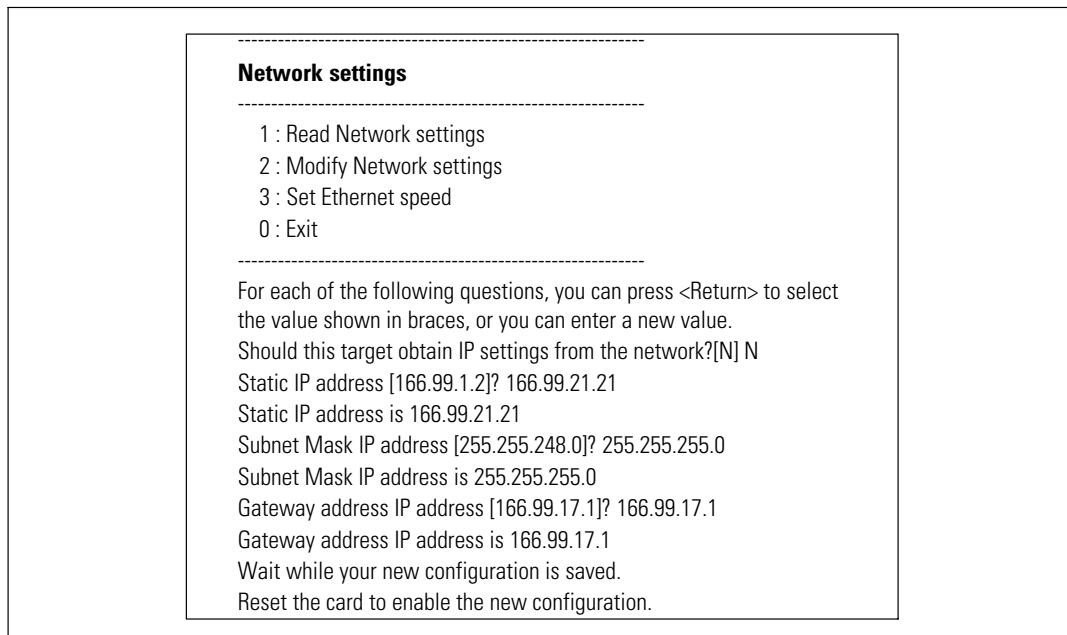 ------------------------------------------------------------
Network settings
------------------------------------------------------------
1 : Read Network settings
2 : Modify Network settings
3 : Set Ethernet speed
0 : Exit
------------------------------------------------------------
For each of the following questions, you can press <Return> to select
the value shown in braces, or you can enter a new value.
Should this target obtain IP settings from the network?[N] N
Static IP address [166.99.1.2]? 166.99.21.21
Static IP address is 166.99.21.21
Subnet Mask IP address [255.255.248.0]? 255.255.255.0
Subnet Mask IP address is 255.255.255.0
Gateway address IP address [166.99.17.1]? 166.99.17.1
Gateway address IP address is 166.99.17.1
Wait while your new configuration is saved.
Reset the card to enable the new configuration.